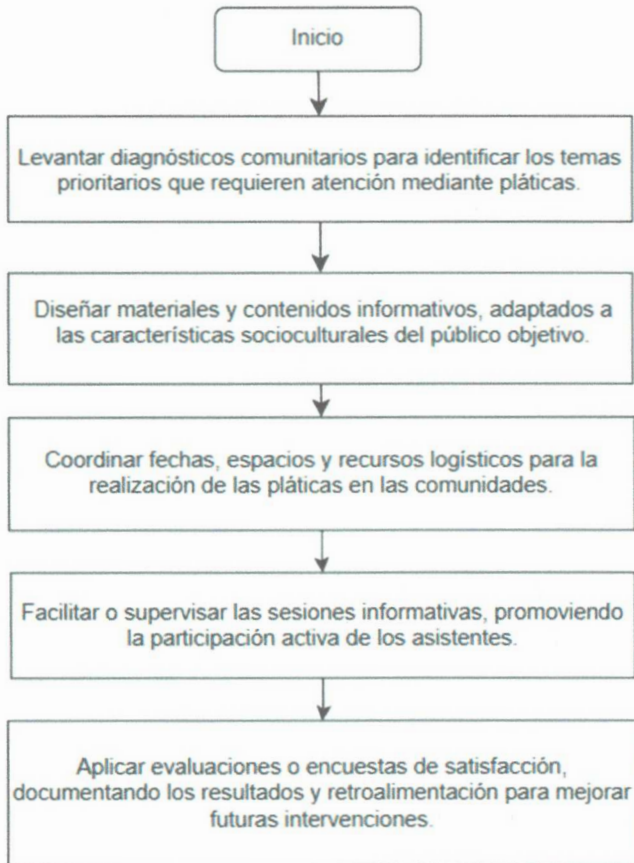 Inicio
Levantar diagnósticos comunitarios para identificar los temas
prioritarios que requieren atención mediante pláticas.
Diseñar materiales y contenidos informativos, adaptados a
las características socioculturales del público objetivo.
Coordinar fechas, espacios y recursos logísticos para la
realización de las pláticas en las comunidades.
Facilitar o supervisar las sesiones informativas, promoviendo
la participación activa de los asistentes.
Aplicar evaluaciones o encuestas de satisfacción,
documentando los resultados y retroalimentación para mejorar
futuras intervenciones.